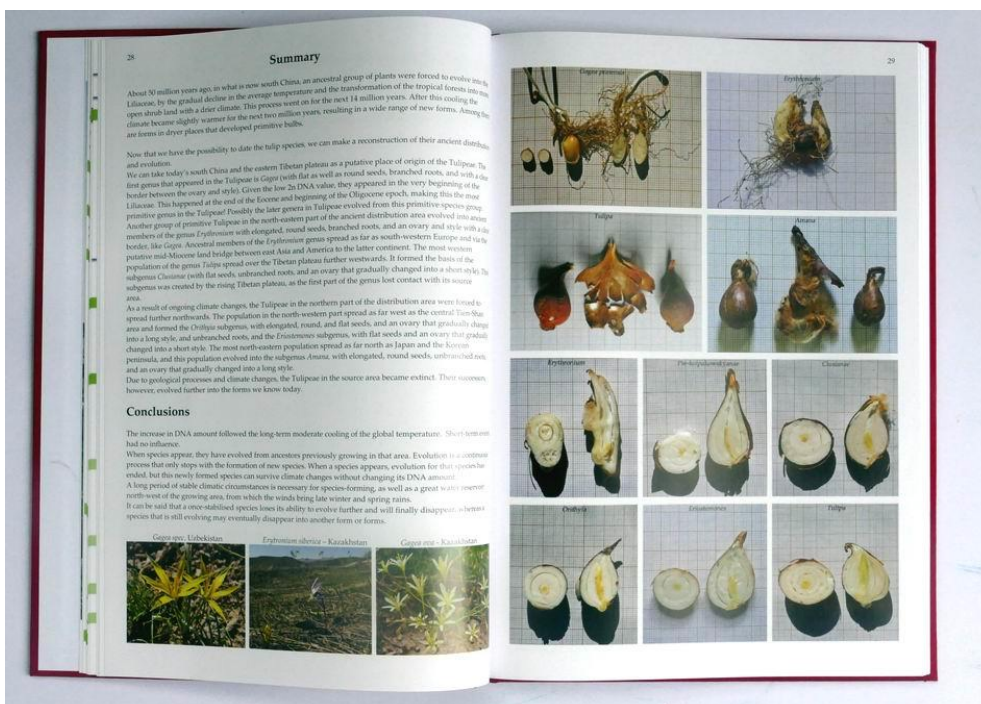 28
Summary
About 50 million years ago, in what is now south China, an ancestral group of plants were forced to evolve into the
Liliaceae, by the gradual decline in the average temperature and the transformation of the tropical forests into more
open shrub land with a drier climate. This process went on for the next 14 million years. After this cooling the
climate became slightly warmer for the next two million years, resulting in a wide range of new forms. Among them
are forms in dryer places that developed primitive bulbs.
Now that we have the possibility to date the tulip species, we can make a reconstruction of their ancient distribution
and evolution.
We can take today's south China and the eastern Tibetan plateau as a putative place of origin of the Tulipeae. The
first genus that appeared in the Tulipeae is Gagea (with flat as well as round seeds, branched roots, and with a clear
border between the ovary and style). Given the low 2n DNA value, they appeared in the very beginning of the
Liliaceae. This happened at the end of the Eocene and beginning of the Oligocene epoch, making this the most
primitive genus in the Tulipeae! Possibly the later genera in Tulipeae evolved from this primitive species group.
Another group of primitive Tulipeae in the north-eastern part of the ancient distribution area evolved into ancient
members of the genus Erythronium with elongated, round seeds, branched roots, and an ovary and style with a clear
border, like Gagea. Ancestral members of the Erythronium genus spread as far as south-western Europe and via the
putative mid-Miocene land bridge between east Asia and America to the latter continent. The most western
population of the genus Tulipa spread over the Tibetan plateau further westwards. It formed the basis of the
subgenus Clusianae (with flat seeds, unbranched roots, and an ovary that gradually changed into a short style). The
subgenus was created by the rising Tibetan plateau, as the first part of the genus lost contact with its source
area.
As a result of ongoing climate changes, the Tulipeae in the northern part of the distribution area were forced to
spread further northwards. The population in the north-western part spread as far west as the central Tien-Shan
area and formed the Orithyia subgenus, with elongated, round, and flat seeds, and an ovary that gradually changed
into a long style, and unbranched roots, and the Eriostemones subgenus, with flat seeds and an ovary that gradually
changed into a short style. The most north-eastern population spread as far north as Japan and the Korean
peninsula, and this population evolved into the subgenus Amana, with elongated, round seeds, unbranched roots,
and an ovary that gradually changed into a long style.
Due to geological processes and climate changes, the Tulipeae in the source area became extinct. Their successors,
however, evolved further into the forms we know today.
Conclusions
The increase in DNA amount followed the long-term moderate cooling of the global temperature. Short-term events
had no influence.
When species appear, they have evolved from ancestors previously growing in that area. Evolution is a continuous
process that only stops with the formation of new species. When a species appears, evolution for that species has
ended, but this newly formed species can survive climate changes without changing its DNA amount.
A long period of stable climatic circumstances is necessary for species-forming, as well as a great water reservoir
north-west of the growing area, from which the winds bring late winter and spring rains.
It can be said that a once-stabilised species loses its ability to evolve further and will finally disappear,
species that is still evolving may eventually disappear into another form or forms.
Gagea spec. Uzbekistan
Erytronium siberica – Kazakhstan
Gagea ova – Kazakhstan
29
Gagea pratensis
Erythronium
Tulipa
Amana
Erythronium
Clusianae
Orithyia
Eriostemones
Tulipa